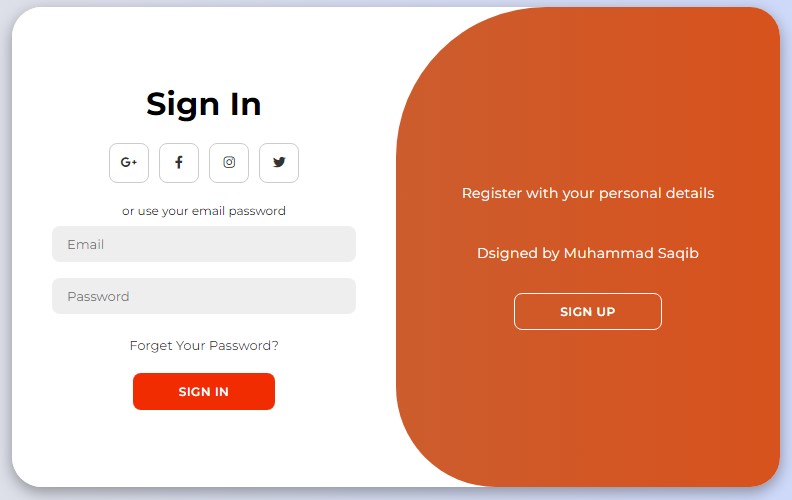 Sign In
G+
or use your email password
Email
Password
Forget Your Password?
SIGN IN
Register with your personal details
Dsigned by Muhammad Saqib
SIGN UP